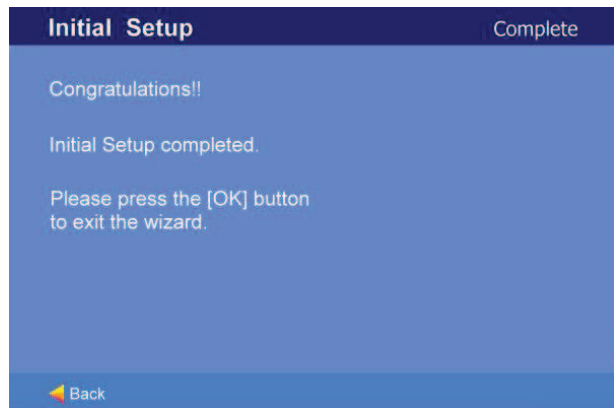 Initial Setup
Complete
Congratulations!!
Initial Setup completed.
Please press the [OK] button
to exit the wizard.
Back